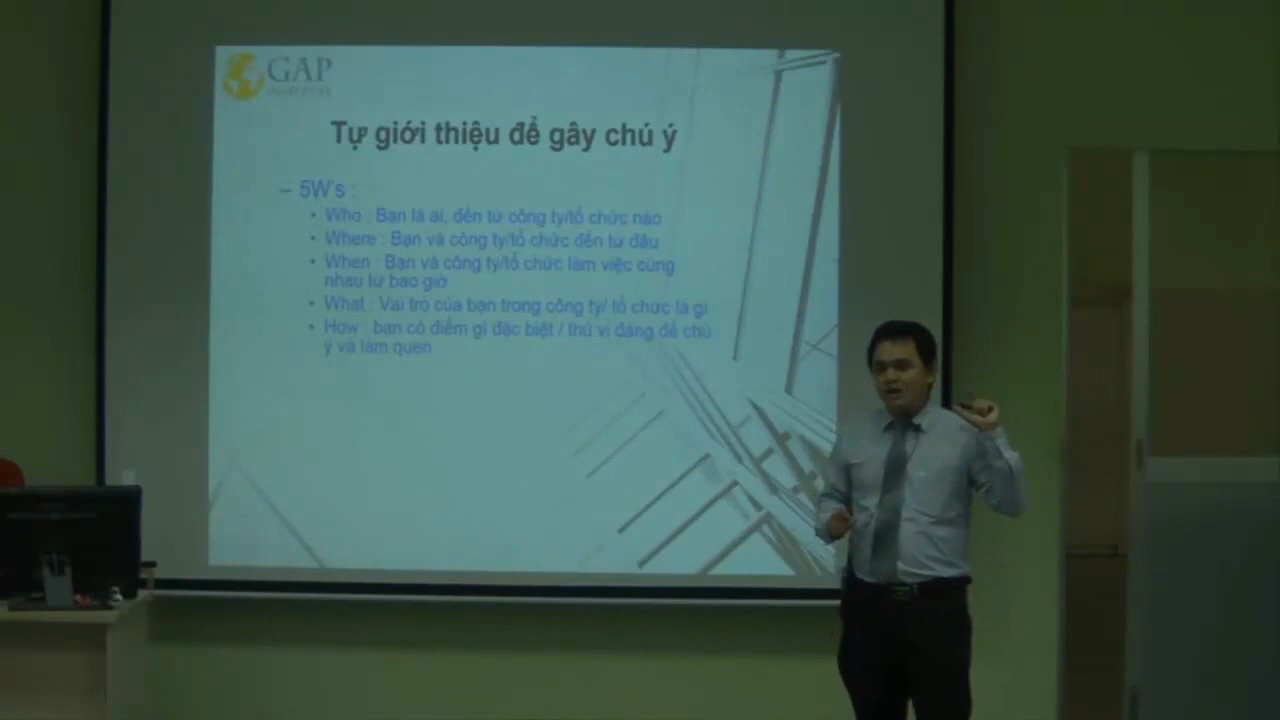 GAP
Tự giới thiệu để gây chú ý
– 5W's :
• Who : Bạn là ai, đến từ công ty/tổ chức nào
• Where : Bạn và công ty/tổ chức đến từ đâu
• When : Bạn và công ty/tổ chức làm việc cùng
nhau từ bao giờ
• What : Vai trò của bạn trong công ty/ tổ chức là gì
• How : bạn có điểm gì đặc biệt / thú vị đáng để chú
ý và làm quen